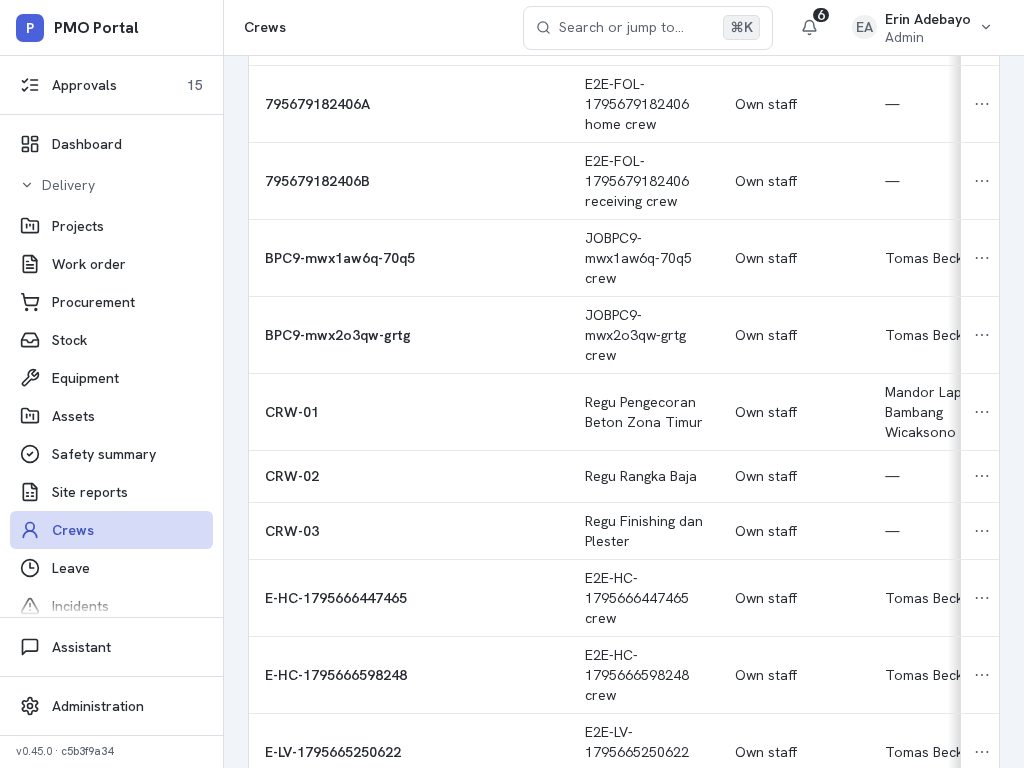 P PMO Portal
Crews
Search or jump to...
⌘K
6
EA
Erin Adebayo
Admin
Approvals 15
Dashboard
Delivery
Projects
Work order
Procurement
Stock
Equipment
Assets
Safety summary
Site reports
Crews
Leave
Incidents
Assistant
Administration
v0.45.0 · c5b3f9a34
795679182406A
E2E-FOL-
1795679182406
home crew
Own staff
—
795679182406B
E2E-FOL-
1795679182406
receiving crew
Own staff
—
BPC9-mwx1aw6q-70q5
JOBPC9-
mwx1aw6q-70q5
crew
Own staff
Tomas Beck
BPC9-mwx2o3qw-grtg
JOBPC9-
mwx2o3qw-grtg
crew
Own staff
Tomas Beck
CRW-01
Regu Pengecoran
Beton Zona Timur
Own staff
Mandor Lap
Bambang
Wicaksono
CRW-02
Regu Rangka Baja
Own staff
—
CRW-03
Regu Finishing dan
Plester
Own staff
—
E-HC-1795666447465
E2E-HC-
1795666447465
crew
Own staff
Tomas Beck
E-HC-1795666598248
E2E-HC-
1795666598248
crew
Own staff
Tomas Beck
E-LV-1795665250622
E2E-LV-
1795665250622
Own staff
Tomas Beck